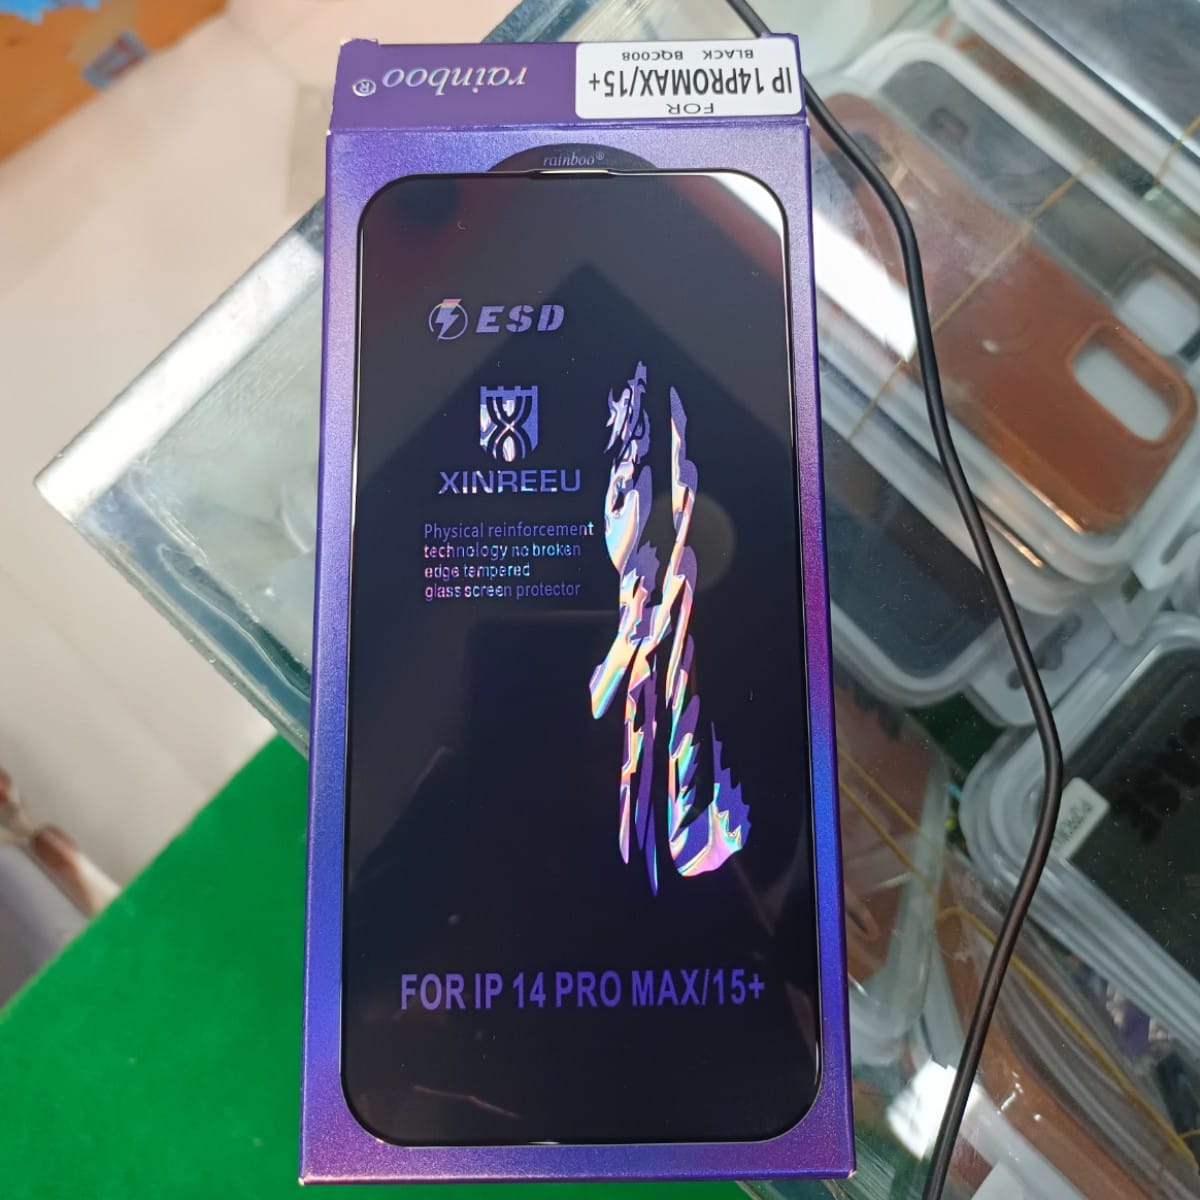 rainboo®
FOR
IP 14PROMAX/15+
BLACK BQC008
rainboo®
ESD
XINREEU
Physical reinforcement
technology no broken
edge tempered
glass screen protector
FOR IP 14 PRO MAX/15+